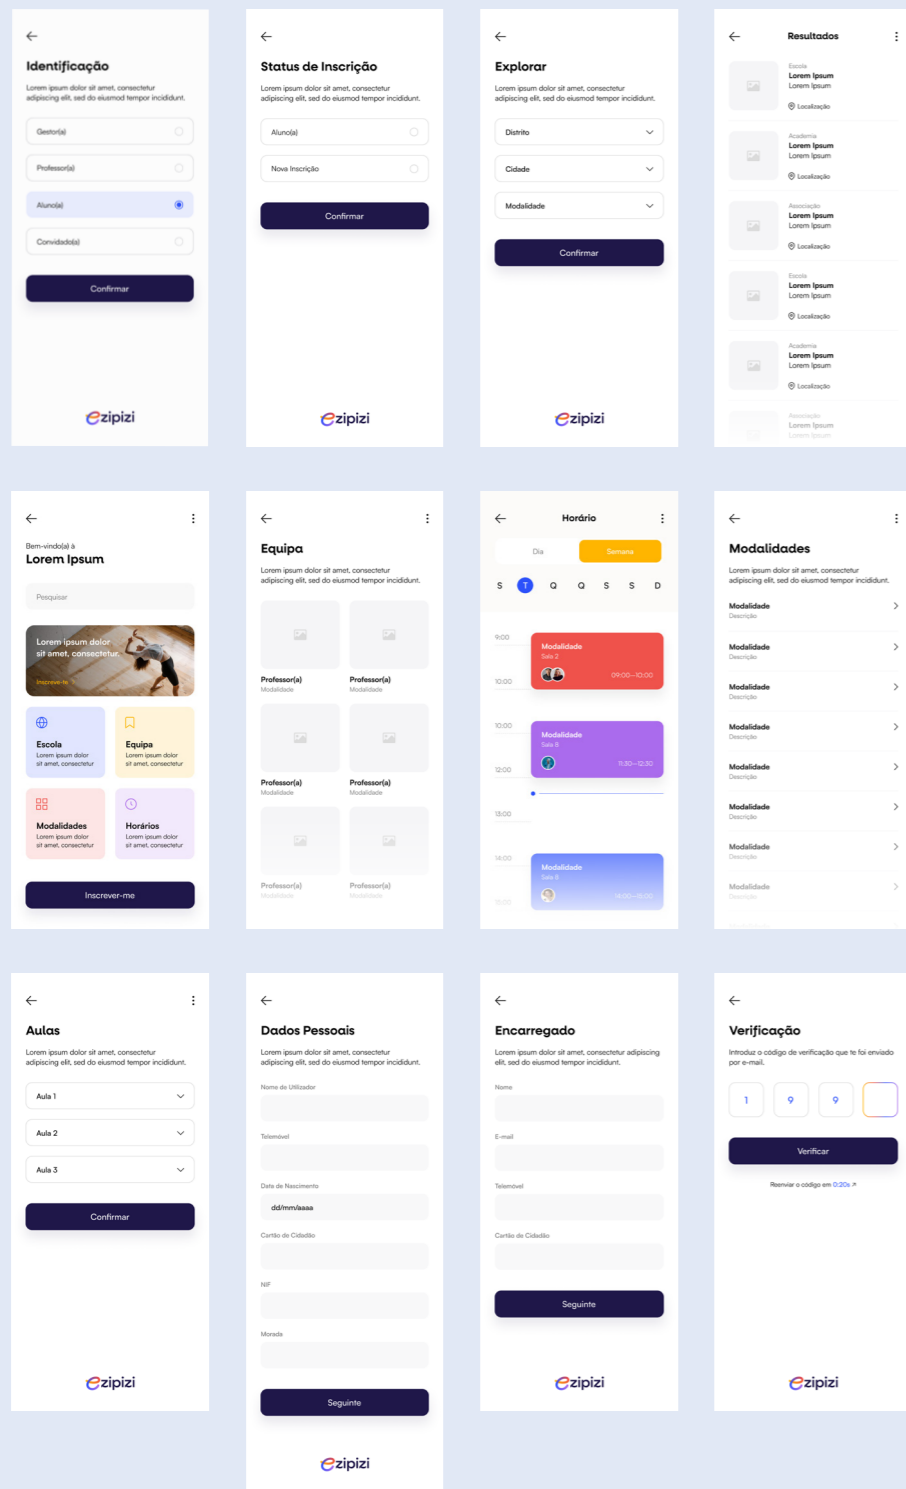 Identificação
Lorem ipsum dolor sit amet, consectetur
adipiscing elit, sed do eiusmod tempor incididunt.
Gestor(a)
Professor(a)
Aluno(a)
Convidado(a)
Confirmar
ezipizi
Status de Inscrição
Lorem ipsum dolor sit amet, consectetur
adipiscing elit, sed do eiusmod tempor incididunt.
Aluno(a)
Nova Inscrição
Confirmar
ezipizi
Explorar
Lorem ipsum dolor sit amet, consectetur
adipiscing elit, sed do eiusmod tempor incididunt.
Distrito
Cidade
Modalidade
Confirmar
ezipizi
Resultados
Escola
Lorem Ipsum
Lorem Ipsum
Localização
Academia
Lorem Ipsum
Lorem Ipsum
Localização
Associação
Lorem Ipsum
Lorem Ipsum
Localização
Escola
Lorem Ipsum
Lorem Ipsum
Localização
Academia
Lorem Ipsum
Lorem Ipsum
Localização
Associação
Lorem Ipsum
Lorem Ipsum
Bem-vindo(a) à
Lorem Ipsum
Pesquisar
Lorem ipsum dolor
sit amet, consectetur.
Inscreve-te
Escola
Lorem ipsum dolor
sit amet, consectetur
Equipa
Lorem ipsum dolor
sit amet, consectetur
Modalidades
Lorem ipsum dolor
sit amet, consectetur
Horários
Lorem ipsum dolor
sit amet, consectetur
Inscrever-me
Equipa
Lorem ipsum dolor sit amet, consectetur
adipiscing elit, sed do eiusmod tempor incididunt.
Professor(a) Professor(a)
Modalidade Modalidade
Professor(a) Professor(a)
Modalidade Modalidade
Professor(a) Professor(a)
Modalidade Modalidade
Horário
Dia Semana
S T Q Q S S D
9:00
Modalidade
Sala 2
09:00—10:00
10:00
10:00
Modalidade
Sala 8
11:30—12:30
12:00
13:00
14:00
Modalidade
Sala 8
14:00—15:00
15:00
Modalidades
Lorem ipsum dolor sit amet, consectetur
adipiscing elit, sed do eiusmod tempor incididunt.
Modalidade
Descrição
Modalidade
Descrição
Modalidade
Descrição
Modalidade
Descrição
Modalidade
Descrição
Modalidade
Descrição
Modalidade
Descrição
Modalidade
Descrição
Aulas
Lorem ipsum dolor sit amet, consectetur
adipiscing elit, sed do eiusmod tempor incididunt.
Aula 1
Aula 2
Aula 3
Confirmar
ezipizi
Dados Pessoais
Lorem ipsum dolor sit amet, consectetur
adipiscing elit, sed do eiusmod tempor incididunt.
Nome de Utilizador
Telemóvel
Data de Nascimento
dd/mm/aaaa
Cartão de Cidadão
NIF
Morada
Seguinte
ezipizi
Encarregado
Lorem ipsum dolor sit amet, consectetur adipiscing
elit, sed do eiusmod tempor incididunt.
Nome
E-mail
Telemóvel
Cartão de Cidadão
Seguinte
ezipizi
Verificação
Introduz o código de verificação que te foi enviado
por e-mail.
1 9 9
Verificar
Reenviar o código em 0:20s
ezipizi